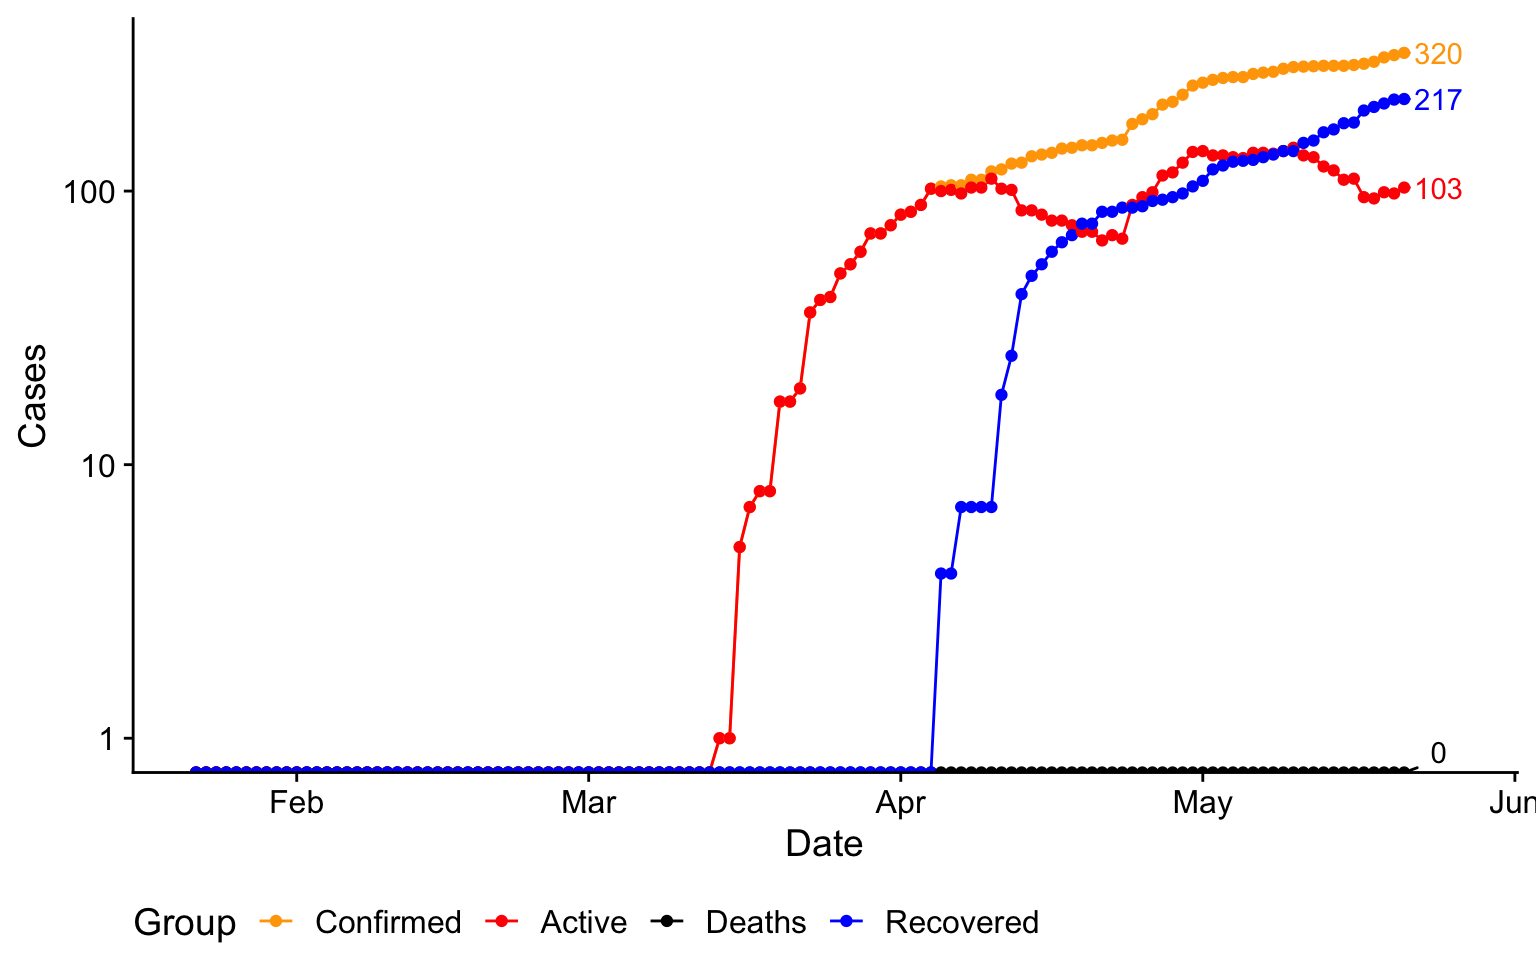 320
217
100
103
Cases
10
1
0
Feb Mar Apr May Jun
Date
Group Confirmed Active Deaths Recovered